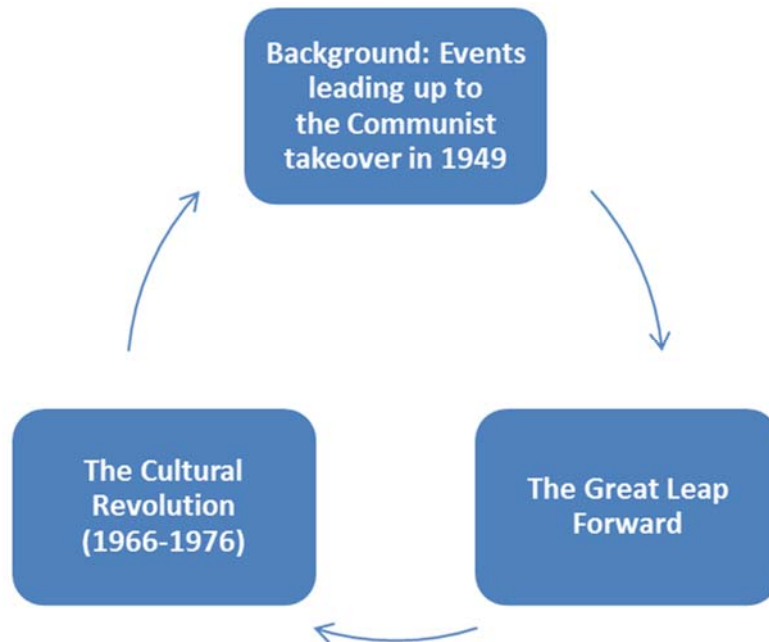 Background: Events
leading up to
the Communist
takeover in 1949
The Great Leap
Forward
The Cultural
Revolution
(1966-1976)